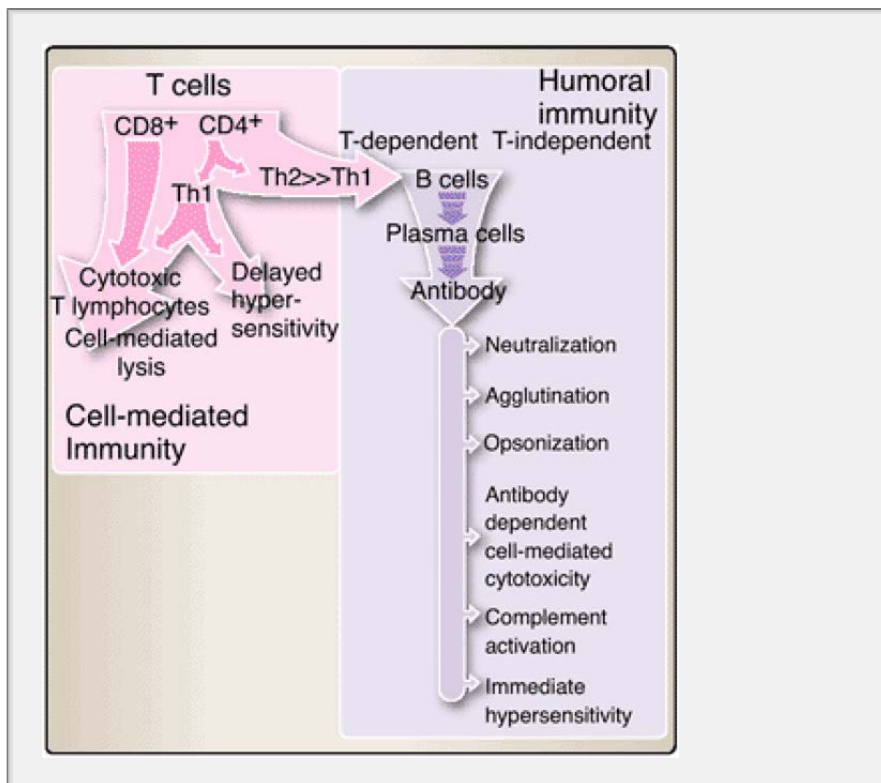 T cells
CD8+ CD4+
Th1
Th2>>Th1
Cytotoxic
T lymphocytes
Cell-mediated
lysis
Delayed
hyper-
sensitivity
Cell-mediated
Immunity
Humoral
immunity
T-dependent T-independent
B cells
Plasma cells
Antibody
Neutralization
Agglutination
Opsonization
Antibody
dependent
cell-mediated
cytotoxicity
Complement
activation
Immediate
hypersensitivity